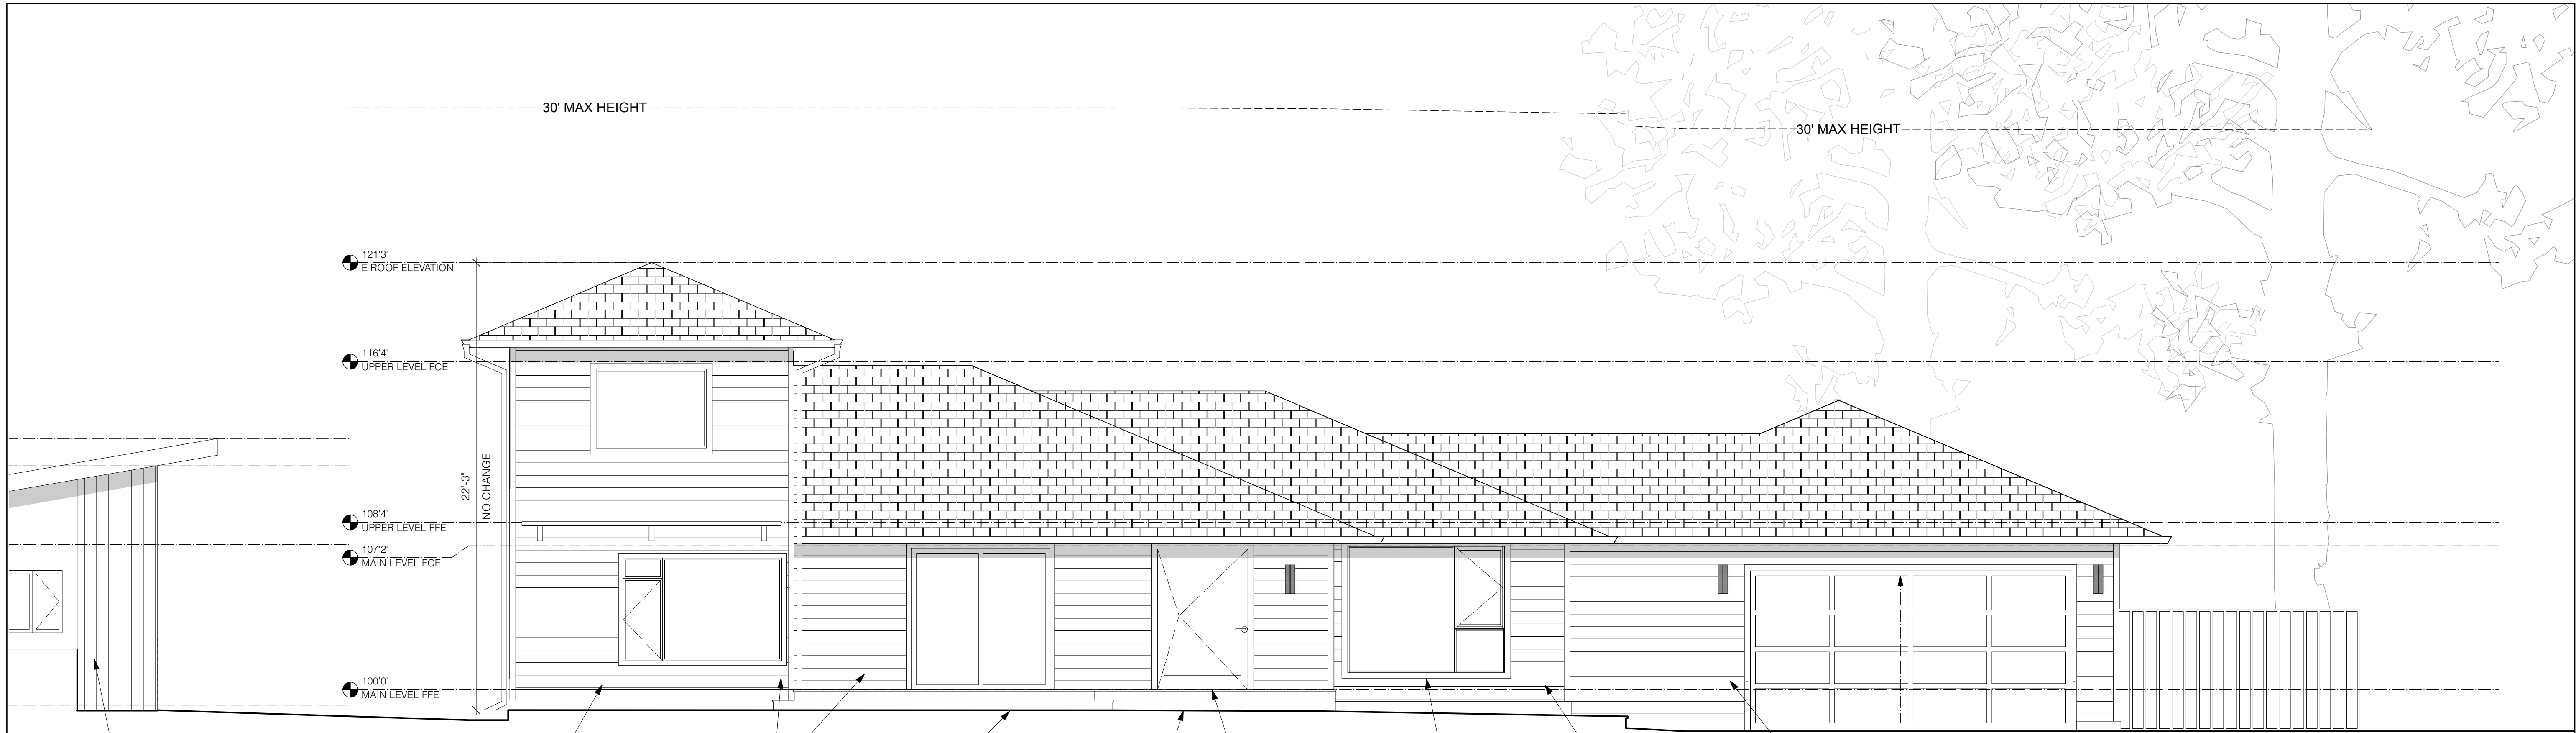 30' MAX HEIGHT
30' MAX HEIGHT
121'3"
E ROOF ELEVATION
116'4"
UPPER LEVEL FCE
22'-3"
NO CHANGE
108'4"
UPPER LEVEL FFE
107'2"
MAIN LEVEL FCE
100'0"
MAIN LEVEL FFE